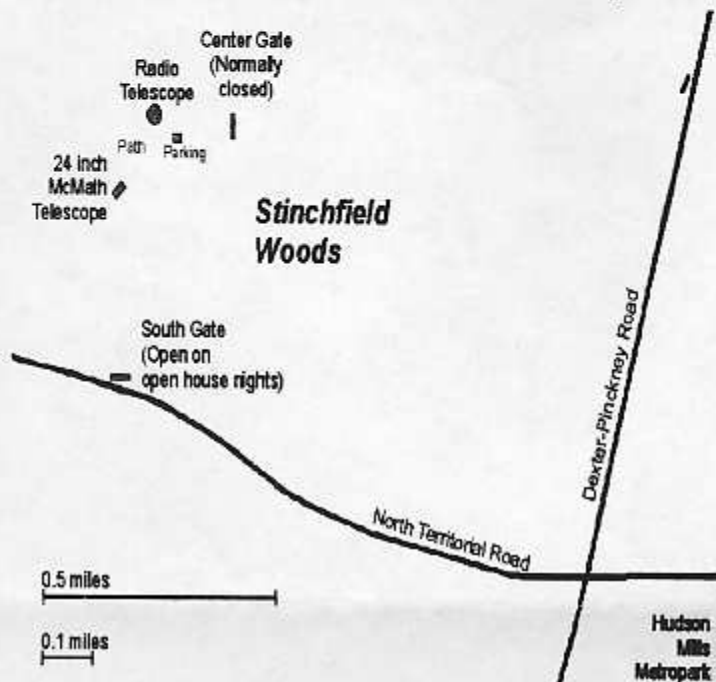 Center Gate
(Normally
closed)
Radio
Telescope
Path
Parking
24 inch
McMath
Telescope
Stinchfield
Woods
South Gate
(Open on
open house nights)
Dexter-Pinckney Road
North Territorial Road
0.5 miles
0.1 miles
Hudson
Mills
Metropark